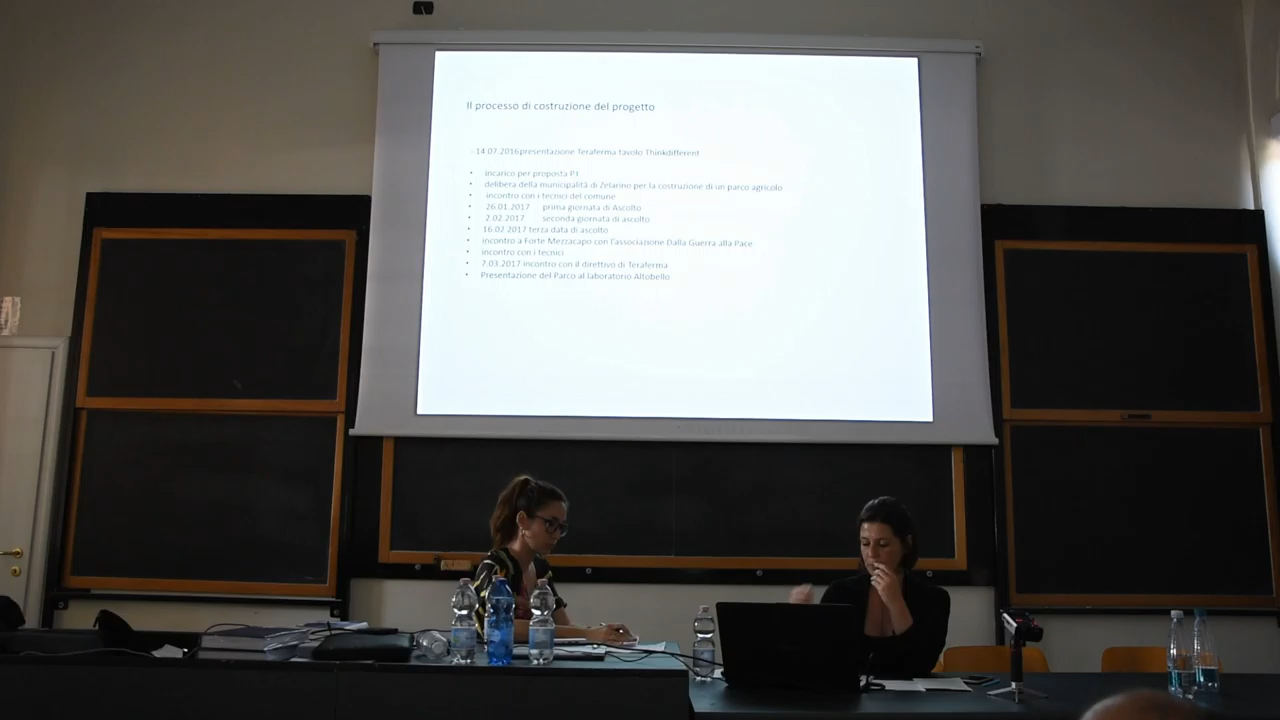 Il processo di costruzione del progetto
- 14.07.2016presentazione Teraferma tavolo Thinkdifferent
• incarico per proposta P1
• delibera della municipalità di Zelarino per la costruzione di un parco agricolo
• incontro con i tecnici del comune
• 26.01.2017 prima giornata di Ascolto
• 2.02.2017 seconda giornata di ascolto
• 16.02.2017 terza data di ascolto
• incontro a Forte Mezzacapo con l'associazione Dalla Guerra alla Pace
• incontro con i tecnici
• 7.03.2017 incontro con il direttivo di Teraferma
• Presentazione del Parco al laboratorio Altobello